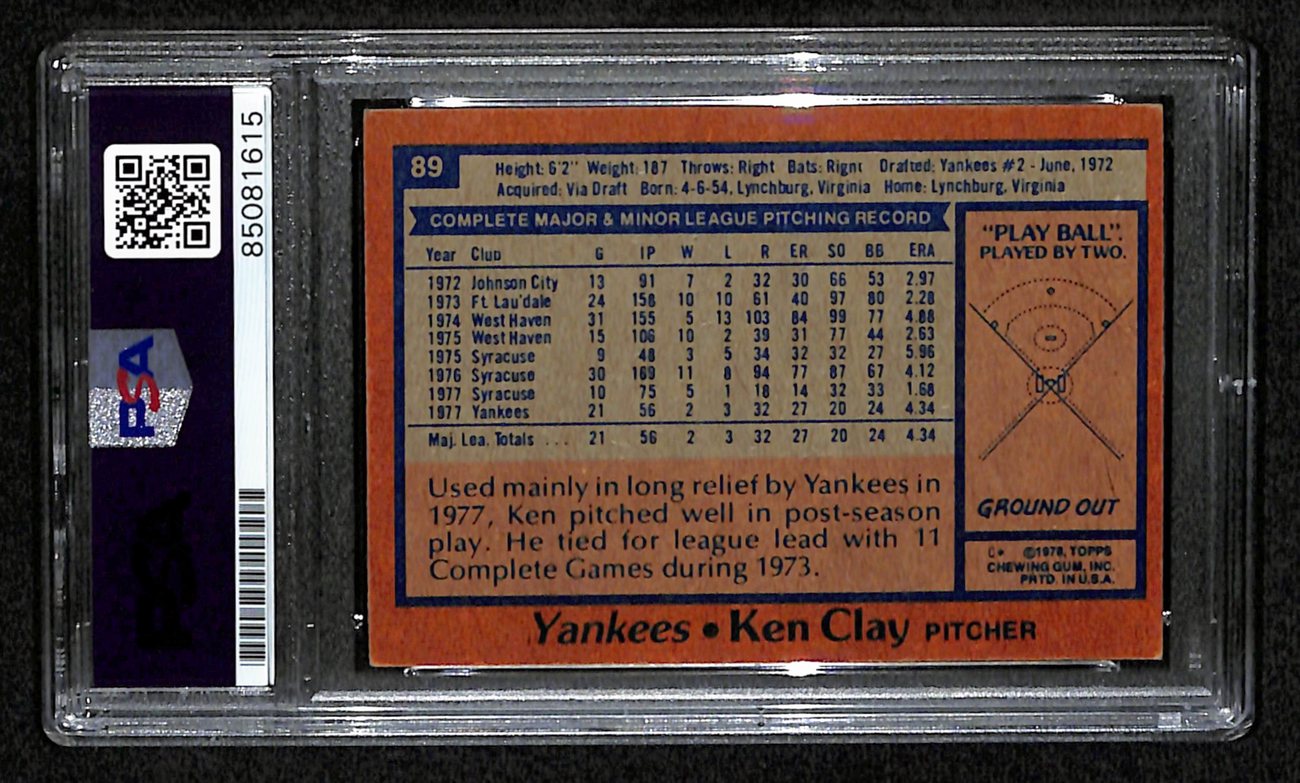 85081615
PSA
PSA
89
Height: 6'2" Weight: 187 Throws: Right Bats: Right Drafted: Yankees #2 - June, 1972
Acquired: Via Draft Born: 4-6-54, Lynchburg, Virginia Home: Lynchburg, Virginia
COMPLETE MAJOR & MINOR LEAGUE PITCHING RECORD
Year Club G IP W L R ER SO BB ERA
1972 Johnson City 13 91 7 2 32 30 66 53 2.97
1973 Ft. Lau'dale 24 158 10 10 61 40 97 80 2.28
1974 West Haven 31 155 5 13 103 84 99 77 4.88
1975 West Haven 15 106 10 2 39 31 77 44 2.63
1975 Syracuse 9 48 3 5 34 32 32 27 5.96
1976 Syracuse 30 169 11 8 94 77 87 67 4.12
1977 Syracuse 10 75 5 1 18 14 32 33 1.68
1977 Yankees 21 56 2 3 32 27 20 24 4.34
Maj. Lea. Totals ... 21 56 2 3 32 27 20 24 4.34
Used mainly in long relief by Yankees in
1977, Ken pitched well in post-season
play. He tied for league lead with 11
Complete Games during 1973.
"PLAY BALL".
PLAYED BY TWO.
GROUND OUT
©1978, TOPPS
CHEWING GUM, INC.
PRTD. IN U.S.A.
Yankees • Ken Clay PITCHER